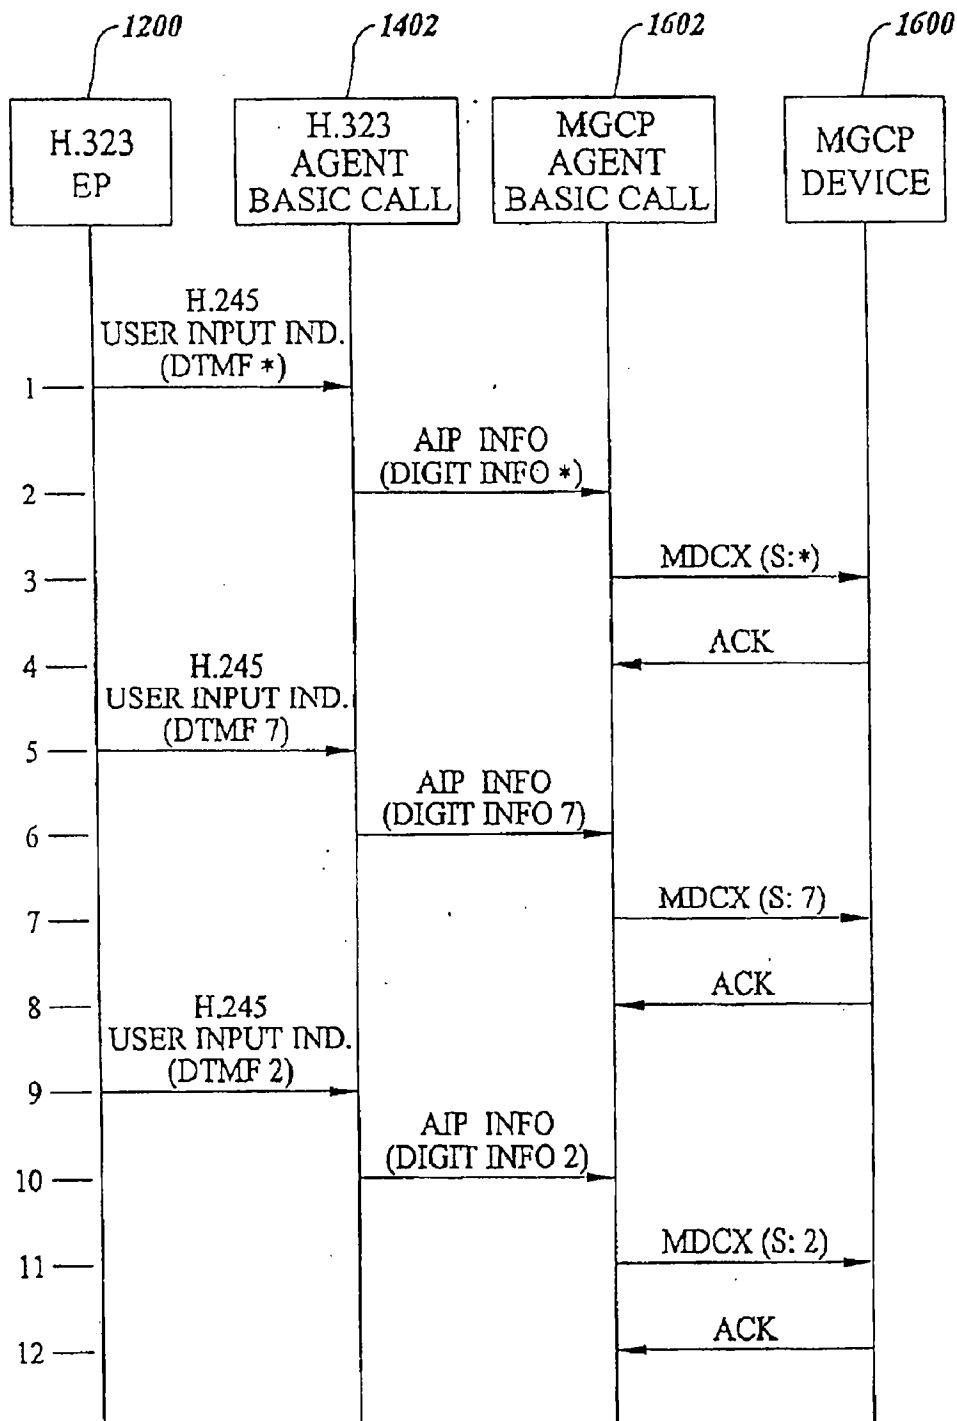 1200
1402
1602
1600
H.323
EP
H.323
AGENT
BASIC CALL
MGCP
AGENT
BASIC CALL
MGCP
DEVICE
H.245
USER INPUT IND.
(DTMF *)
1
AIP INFO
(DIGIT INFO *)
2
MDCX (S:*)
3
ACK
4
H.245
USER INPUT IND.
(DTMF 7)
5
AIP INFO
(DIGIT INFO 7)
6
MDCX (S: 7)
7
ACK
8
H.245
USER INPUT IND.
(DTMF 2)
9
AIP INFO
(DIGIT INFO 2)
10
MDCX (S: 2)
11
ACK
12